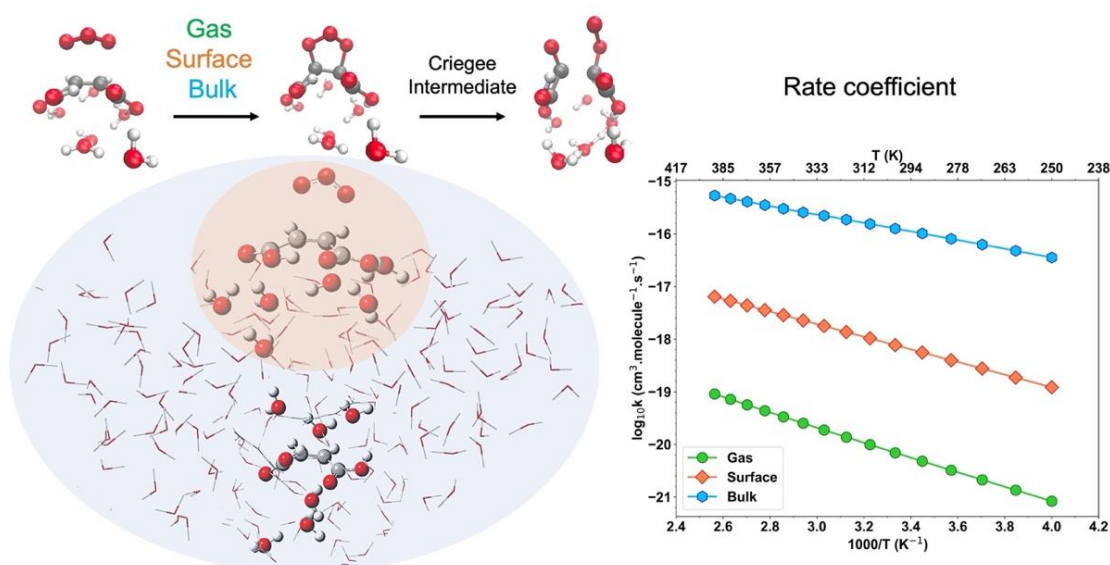 Gas
Surface
Bulk
Criegee
Intermediate
Rate coefficient
T (K)
417 385 357 333 312 294 278 263 250 238
−15
−16
−17
−18
−19
−20
−21
log₁₀k (cm³.molecule⁻¹.s⁻¹)
Gas
Surface
Bulk
2.4 2.6 2.8 3.0 3.2 3.4 3.6 3.8 4.0 4.2
1000/T (K⁻¹)